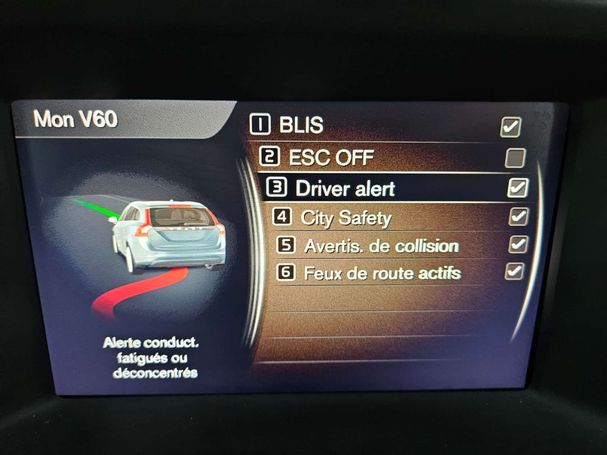 Mon V60
1 BLIS
2 ESC OFF
3 Driver alert
4 City Safety
5 Avertis. de collision
6 Feux de route actifs
Alerte conduct.
fatigués ou
déconcentrés